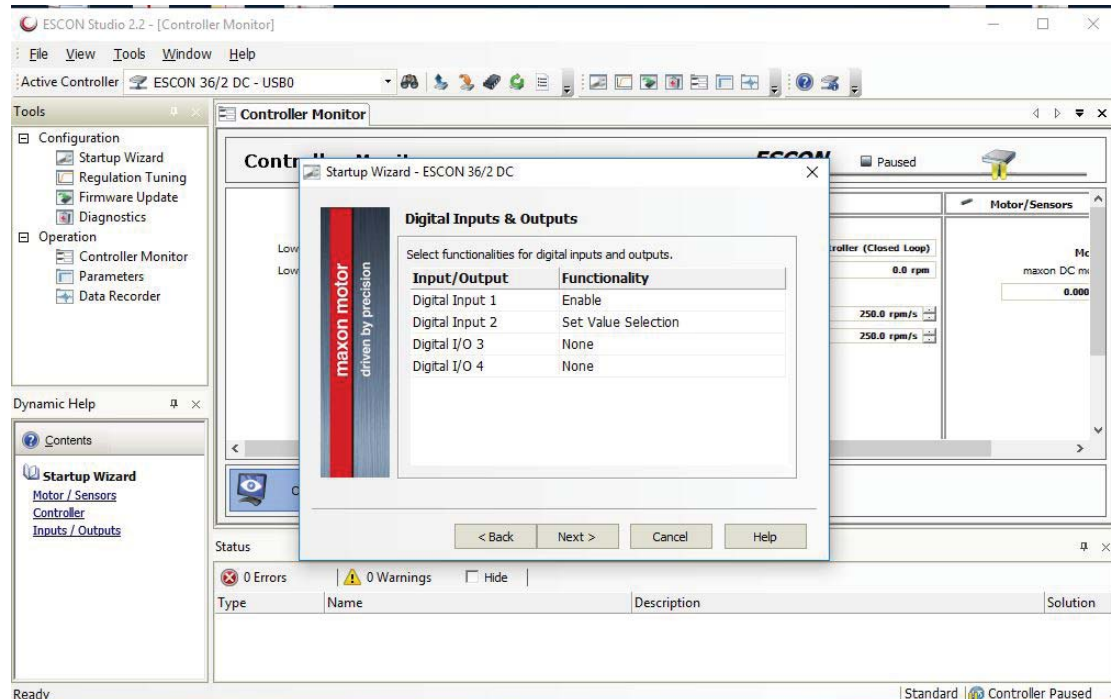 ESCON Studio 2.2 - [Controller Monitor]
File View Tools Window Help
Active Controller ESCON 36/2 DC - USB0
Tools
Configuration
Startup Wizard
Regulation Tuning
Firmware Update
Diagnostics
Operation
Controller Monitor
Parameters
Data Recorder
Dynamic Help
Contents
Startup Wizard
Motor / Sensors
Controller
Inputs / Outputs
Controller Monitor
ESCON
Paused
Low
Low
(Closed Loop)
0.0 rpm
250.0 rpm/s
250.0 rpm/s
Motor/Sensors
maxon DC
0.000
Startup Wizard - ESCON 36/2 DC
maxon motor
driven by precision
Digital Inputs & Outputs
Select functionalities for digital inputs and outputs.
Input/Output Functionality
Digital Input 1 Enable
Digital Input 2 Set Value Selection
Digital I/O 3 None
Digital I/O 4 None
< Back Next > Cancel Help
Status
0 Errors 0 Warnings Hide
Type Name Description Solution
Ready
Standard Controller Paused